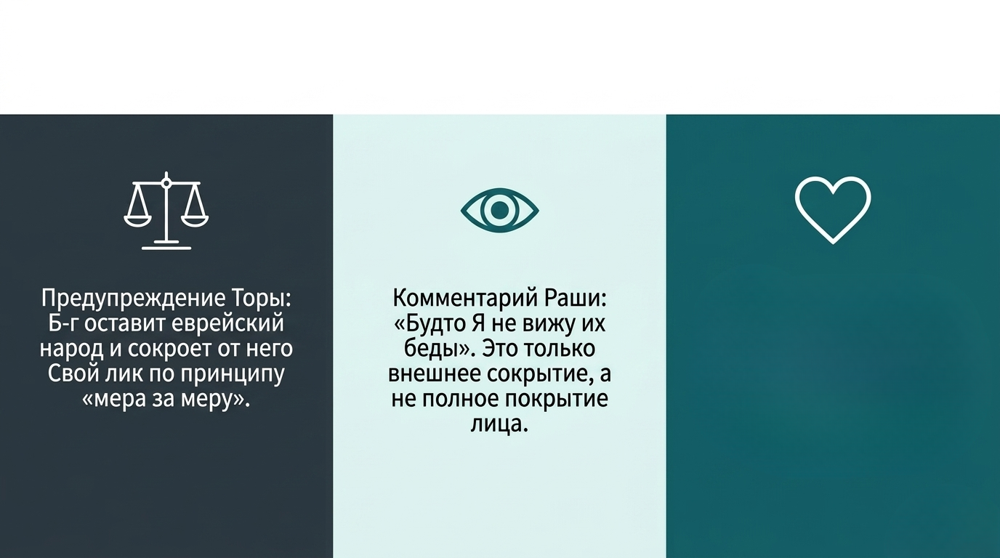 Предупреждение Торы:
Б-г оставит еврейский
народ и сокроет от него
Свой лик по принципу
«мера за меру».
Комментарий Раши:
«Будто Я не вижу их
беды». Это только
внешнее сокрытие, а
не полное покрытие
лица.